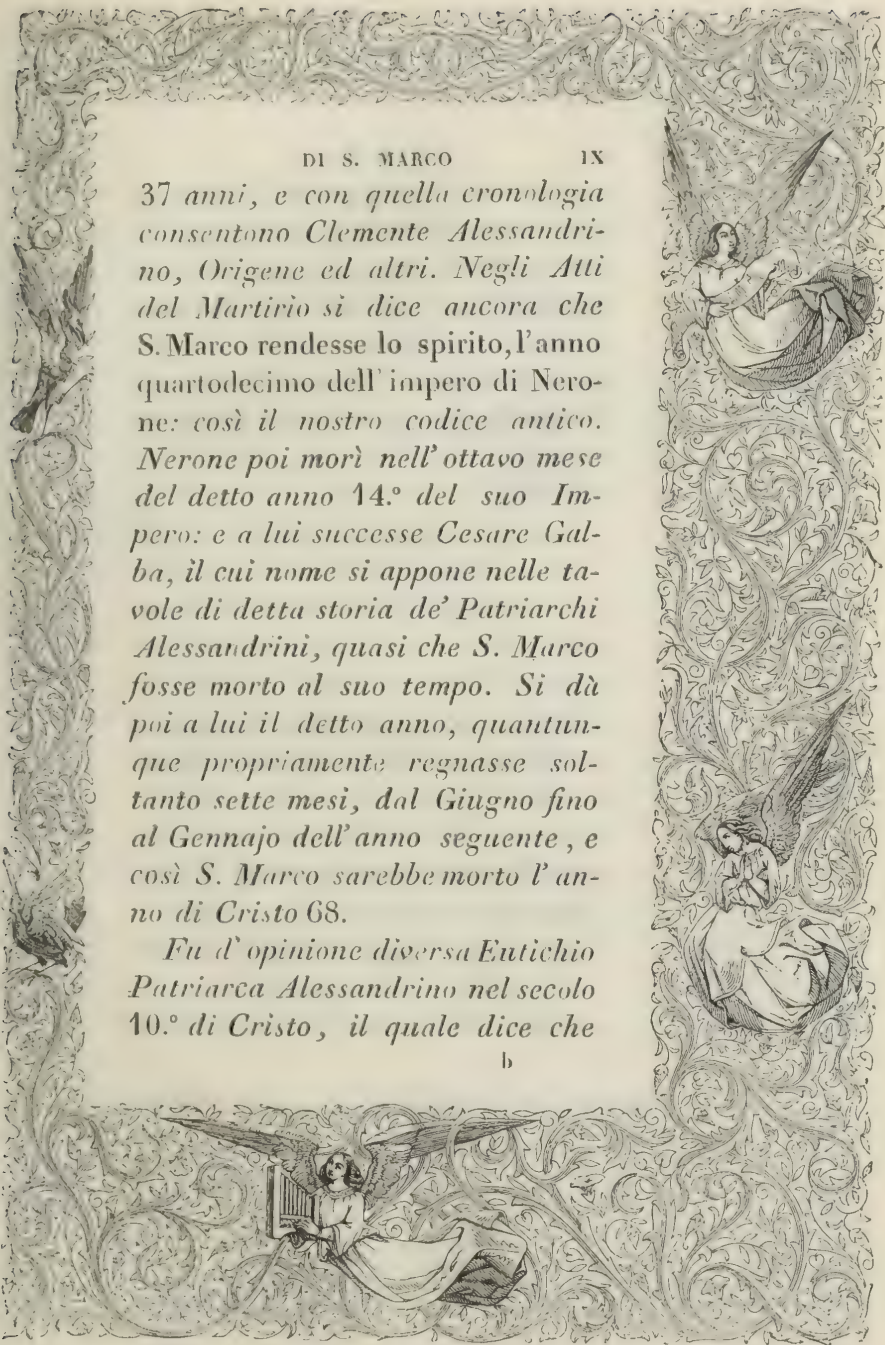 DI S. MARCO IX
37 anni, e con quella cronologia
consentono Clemente Alessandri-
no, Origene ed altri. Negli Atti
del Martirio si dice ancora che
S. Marco rendesse lo spirito, l'anno
quartodecimo dell' impero di Nero-
ne: così il nostro codice antico.
Nerone poi morì nell' ottavo mese
del detto anno 14.° del suo Im-
pero: e a lui successe Cesare Gal-
ba, il cui nome si appone nelle ta-
vole di detta storia de' Patriarchi
Alessandrini, quasi che S. Marco
fosse morto al suo tempo. Si dà
poi a lui il detto anno, quantun-
que propriamente regnasse sol-
tanto sette mesi, dal Giugno fino
al Gennajo dell' anno seguente, e
così S. Marco sarebbe morto l' an-
no di Cristo 68.
Fu d' opinione diversa Eutichio
Patriarca Alessandrino nel secolo
10.° di Cristo, il quale dice che
b